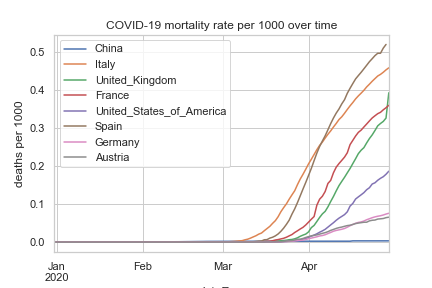 COVID-19 mortality rate per 1000 over time
deaths per 1000
0.5
0.4
0.3
0.2
0.1
0.0
China
Italy
United_Kingdom
France
United_States_of_America
Spain
Germany
Austria
Jan
2020
Feb
Mar
Apr